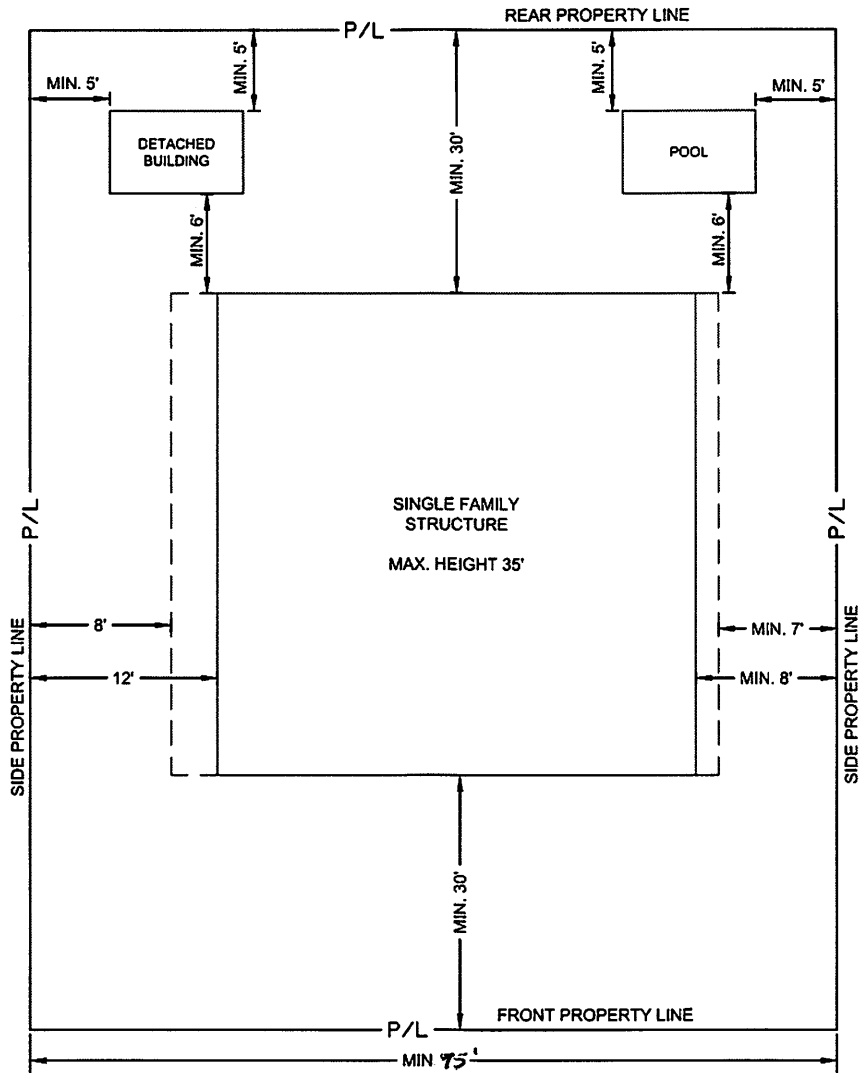 REAR PROPERTY LINE
P/L
MIN. 5'
MIN. 5'
MIN. 30'
MIN. 5'
MIN. 5'
DETACHED
BUILDING
POOL
MIN. 6'
MIN. 6'
SINGLE FAMILY
STRUCTURE
MAX. HEIGHT 35'
P/L
P/L
SIDE PROPERTY LINE
8'
12'
MIN. 7'
MIN. 8'
SIDE PROPERTY LINE
MIN. 30'
FRONT PROPERTY LINE
P/L
MIN